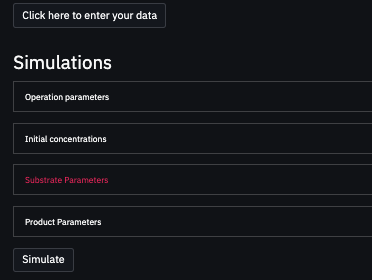 Click here to enter your data
Simulations
Operation parameters
Initial concentrations
Substrate Parameters
Product Parameters
Simulate